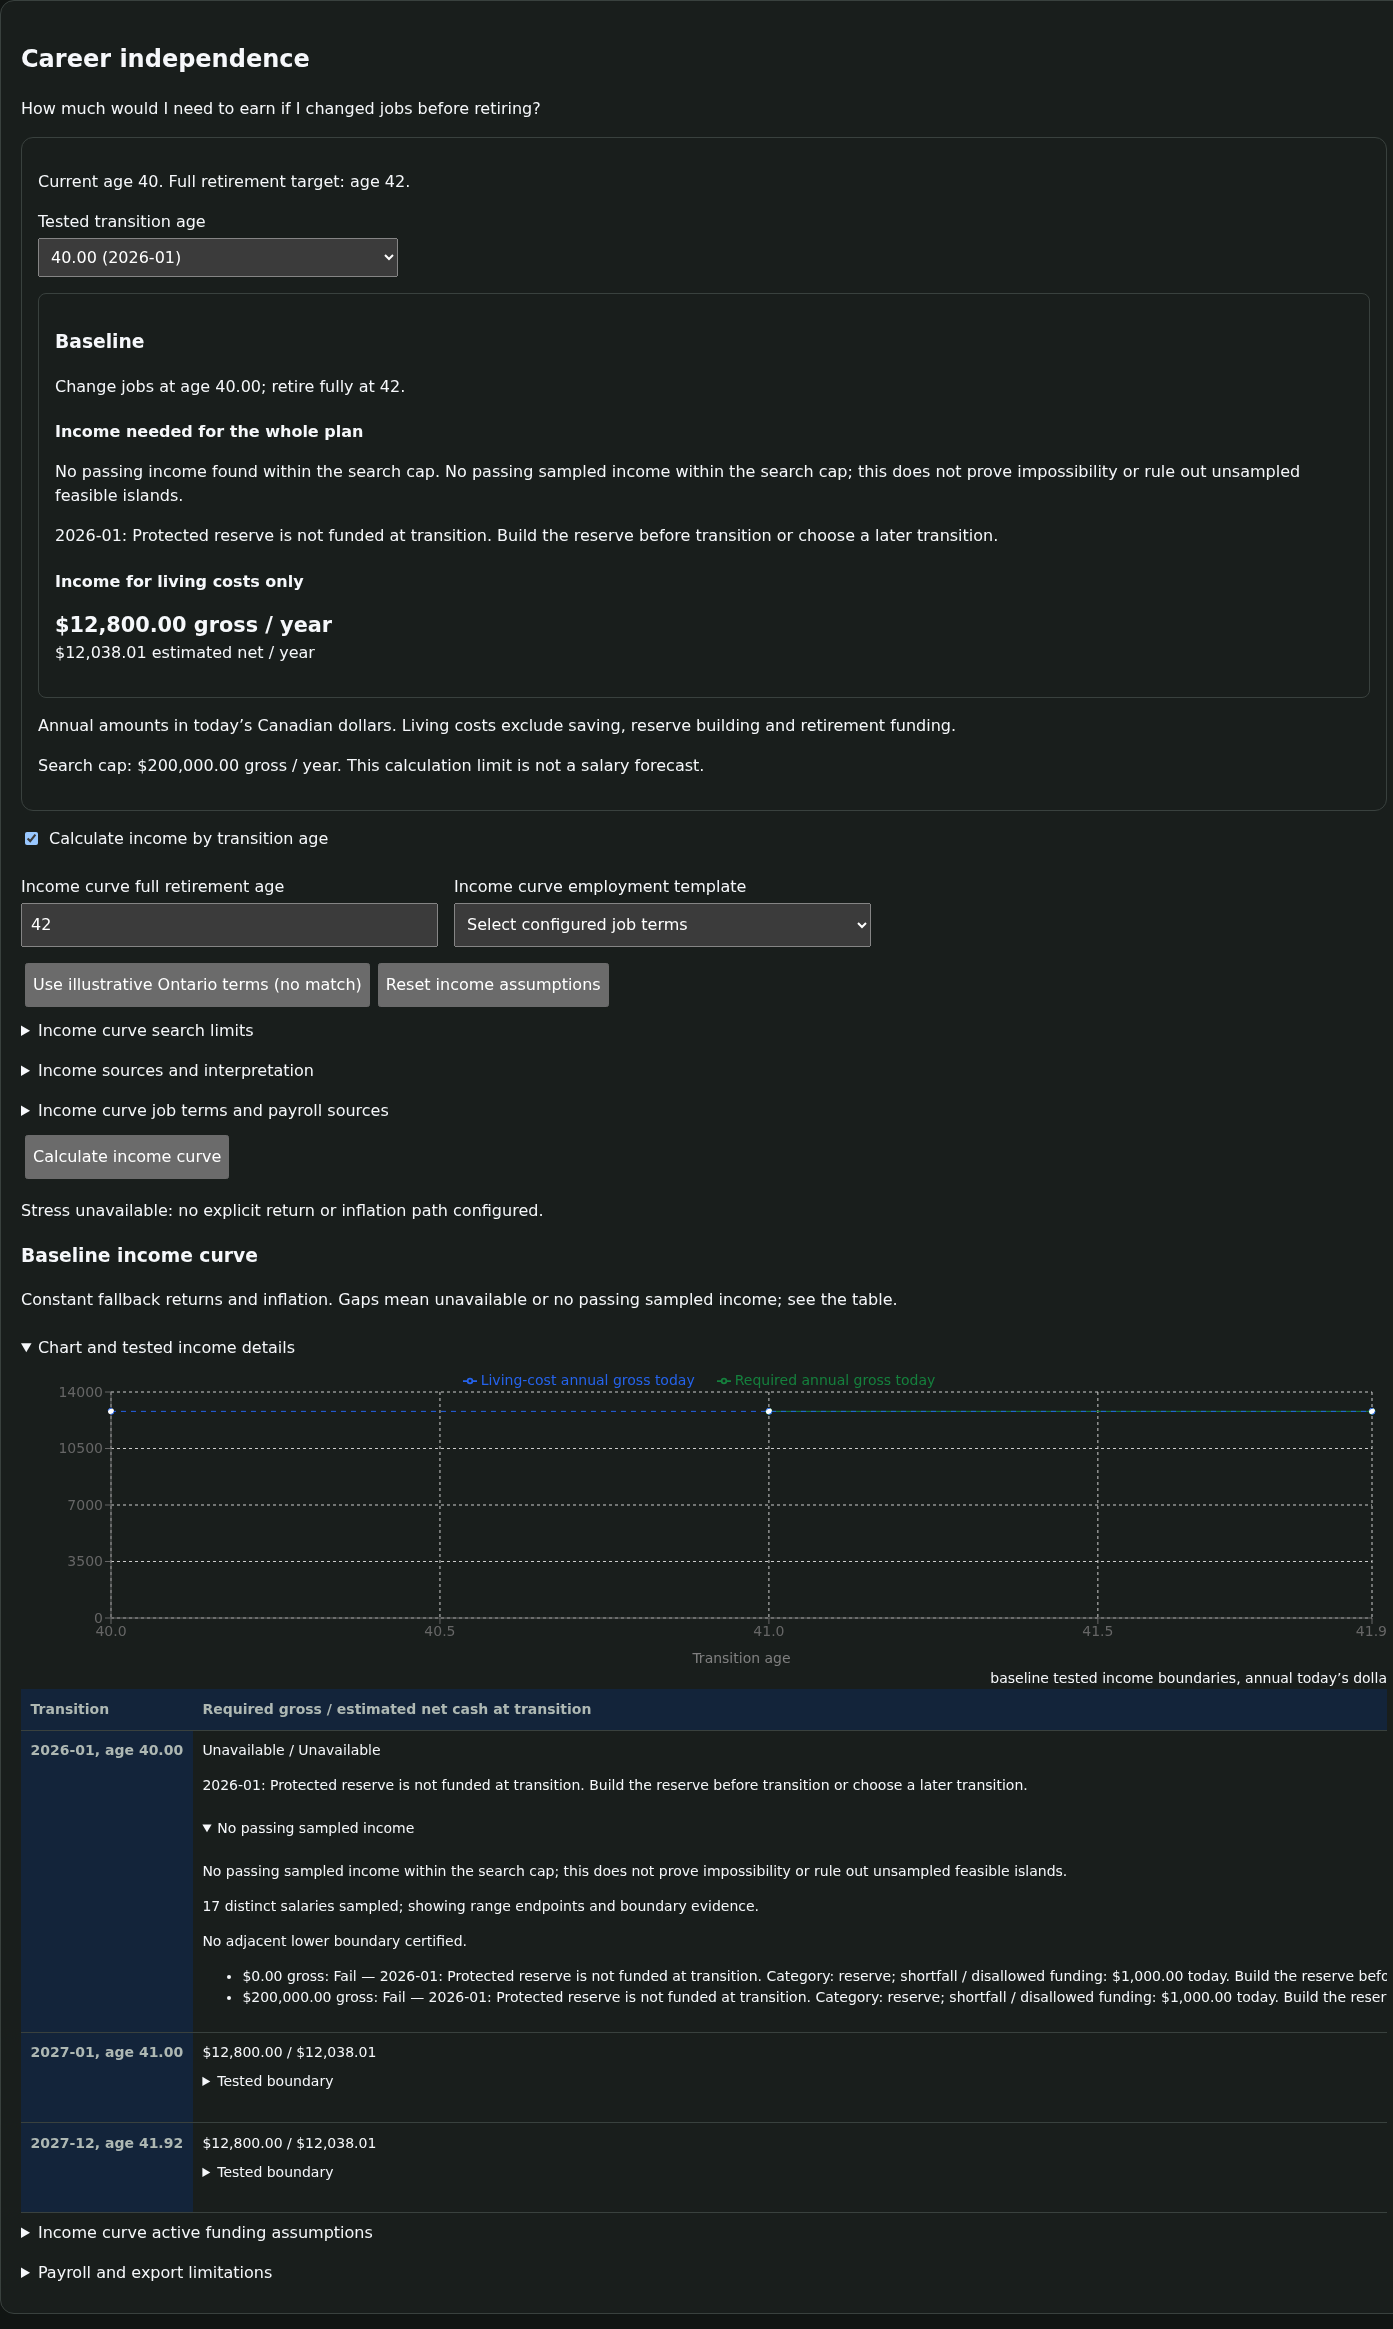 Career independence
How much would I need to earn if I changed jobs before retiring?
Current age 40. Full retirement target: age 42.
Tested transition age
40.00 (2026-01)
Baseline
Change jobs at age 40.00; retire fully at 42.
Income needed for the whole plan
No passing income found within the search cap. No passing sampled income within the search cap; this does not prove impossibility or rule out unsampled
feasible islands.
2026-01: Protected reserve is not funded at transition. Build the reserve before transition or choose a later transition.
Income for living costs only
$12,800.00 gross / year
$12,038.01 estimated net / year
Annual amounts in today’s Canadian dollars. Living costs exclude saving, reserve building and retirement funding.
Search cap: $200,000.00 gross / year. This calculation limit is not a salary forecast.
Calculate income by transition age
Income curve full retirement age
Income curve employment template
42
Select configured job terms
Use illustrative Ontario terms (no match)
Reset income assumptions
Income curve search limits
Income sources and interpretation
Income curve job terms and payroll sources
Calculate income curve
Stress unavailable: no explicit return or inflation path configured.
Baseline income curve
Constant fallback returns and inflation. Gaps mean unavailable or no passing sampled income; see the table.
Chart and tested income details
Living-cost annual gross today
Required annual gross today
14000
10500
7000
3500
0
40.0
40.5
41.0
41.5
41.9
Transition age
baseline tested income boundaries, annual today’s dolla
Transition
Required gross / estimated net cash at transition
2026-01, age 40.00
Unavailable / Unavailable
2026-01: Protected reserve is not funded at transition. Build the reserve before transition or choose a later transition.
No passing sampled income
No passing sampled income within the search cap; this does not prove impossibility or rule out unsampled feasible islands.
17 distinct salaries sampled; showing range endpoints and boundary evidence.
No adjacent lower boundary certified.
• $0.00 gross: Fail — 2026-01: Protected reserve is not funded at transition. Category: reserve; shortfall / disallowed funding: $1,000.00 today. Build the reserve befo
• $200,000.00 gross: Fail — 2026-01: Protected reserve is not funded at transition. Category: reserve; shortfall / disallowed funding: $1,000.00 today. Build the reser
2027-01, age 41.00
$12,800.00 / $12,038.01
Tested boundary
2027-12, age 41.92
$12,800.00 / $12,038.01
Tested boundary
Income curve active funding assumptions
Payroll and export limitations